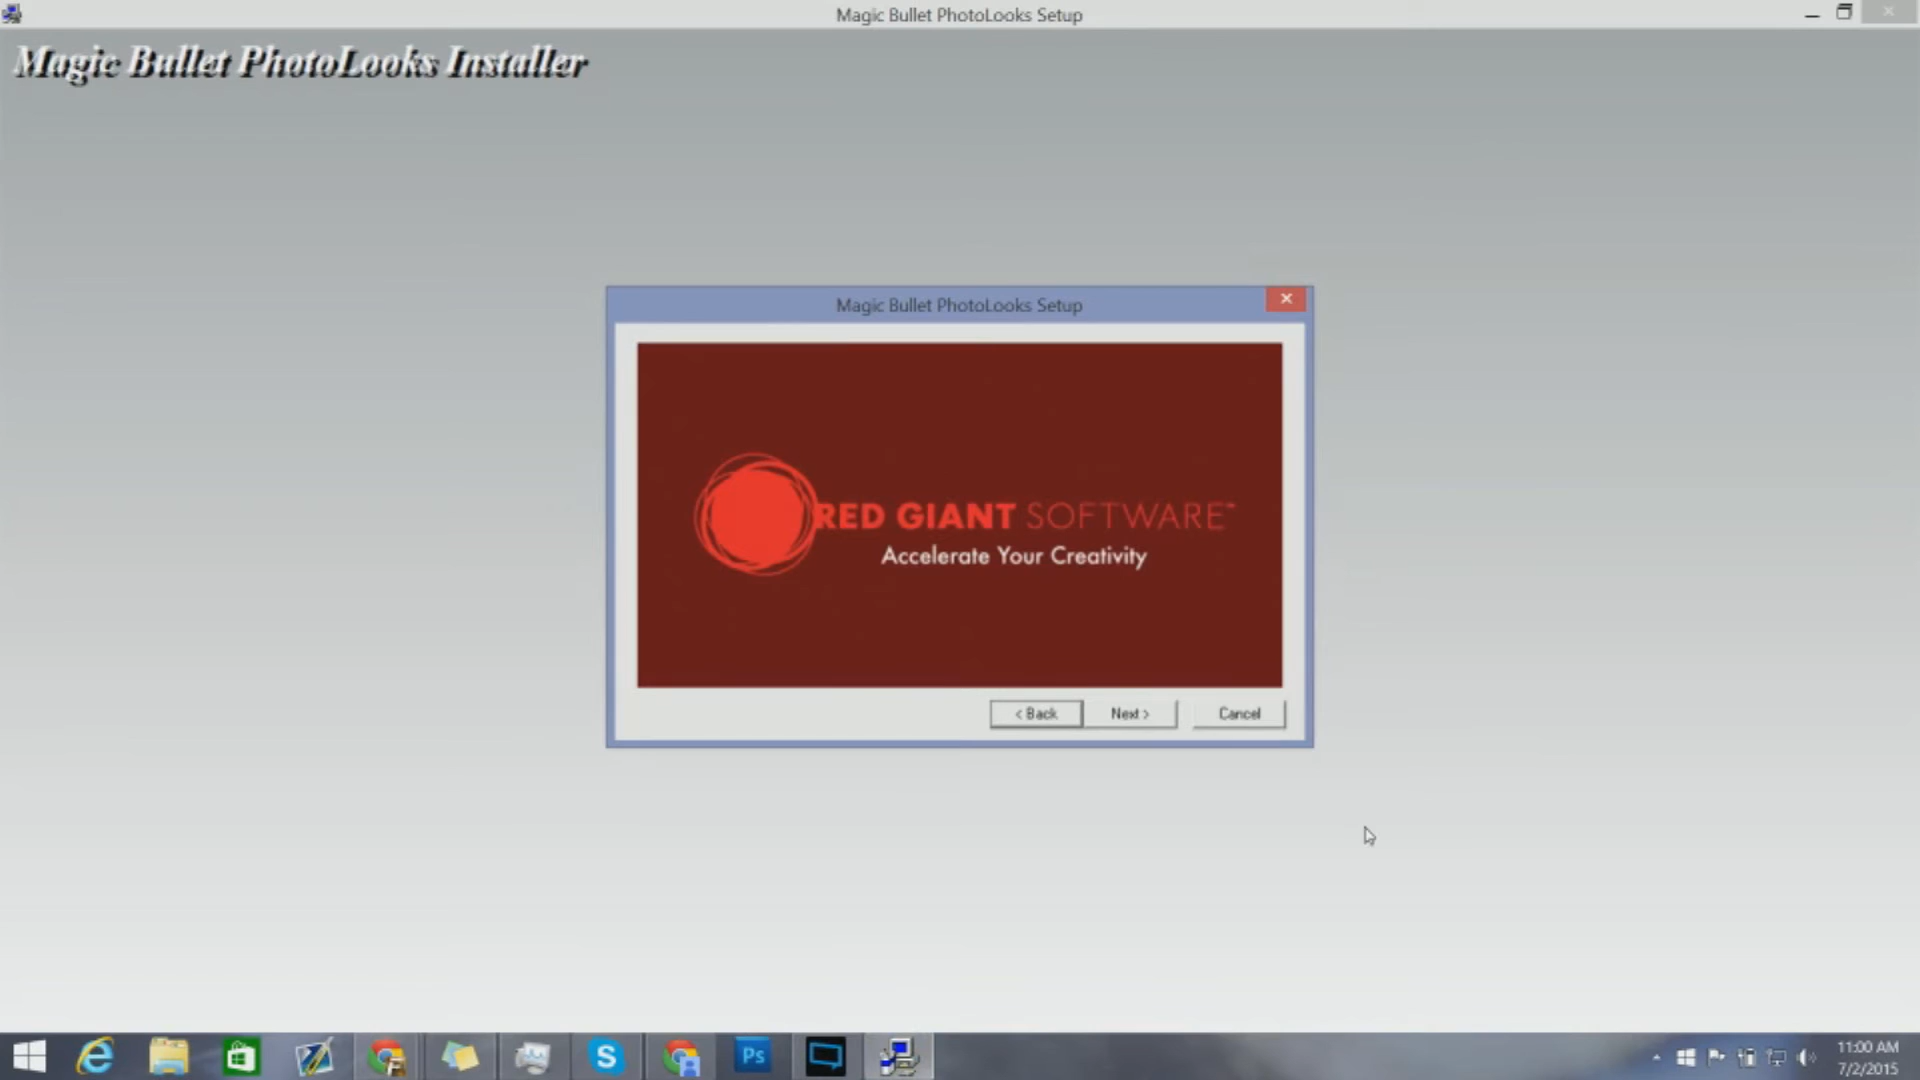 Magic Bullet PhotoLooks Setup
Magic Bullet PhotoLooks Installer
Magic Bullet PhotoLooks Setup
RED GIANT SOFTWARE™
Accelerate Your Creativity
< Back
Next >
Cancel
S
Ps
11:00 AM
7/2/2015